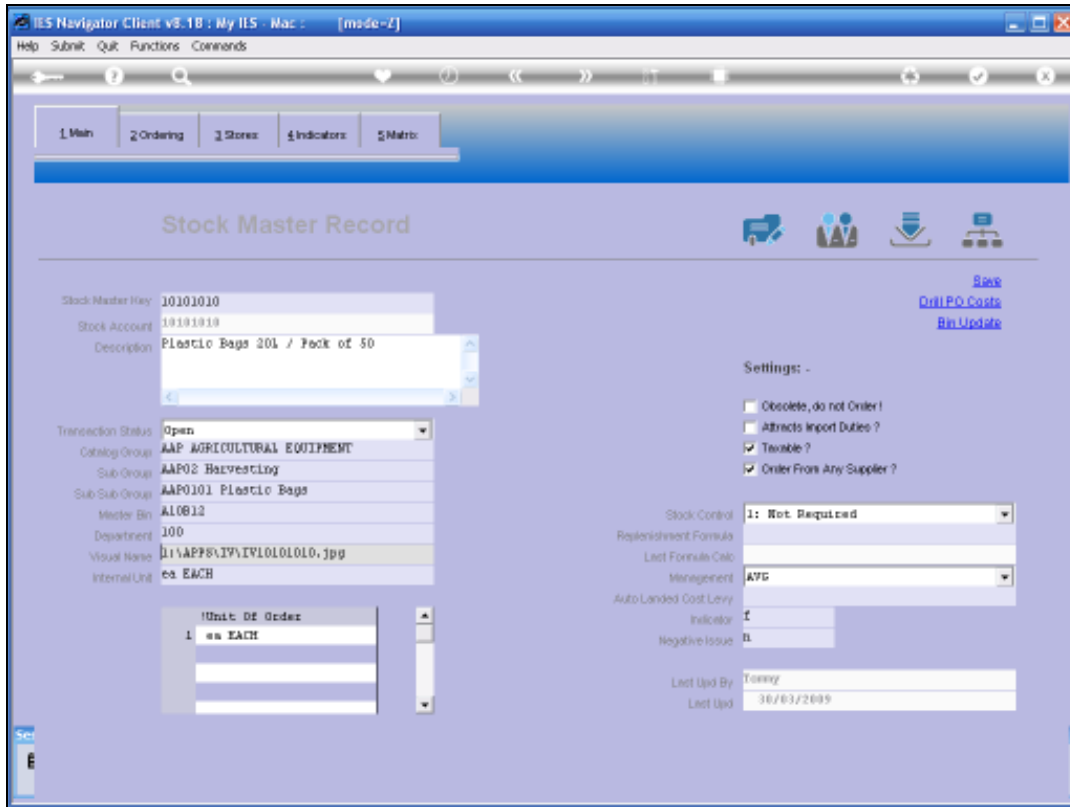 IES Navigator Client v8.1B : My IES - Mac : [mode=Z]
Help Submit Quit Functions Commands
1 Main 2 Ordering 3 Stores 4 Indicators 5 Matrix
Stock Master Record
Save
Drill PO Costs
Bin Update
Stock Master Key 10101010
Stock Account 10101010
Description Plastic Bags 20L / Pack of 50
Transaction Status Open
Catalog Group AAP AGRICULTURAL EQUIPMENT
Sub Group AAP02 Harvesting
Sub Sub Group AAP0101 Plastic Bags
Master Bin A10B12
Department 100
Visual Name l:\APPS\IV\IV10101010.jpg
Internal Unit ea EACH
!Unit Of Order
1 ea EACH
Settings: -
Obsolete, do not Order !
Attracts Import Duties ?
Taxable ?
Order From Any Supplier ?
Stock Control 1: Not Required
Replenishment Formula
Last Formula Calc
Management AVG
Auto Landed Cost Levy
Indicator f
Negative Issue n
Last Upd By Tommy
Last Upd 30/03/2009